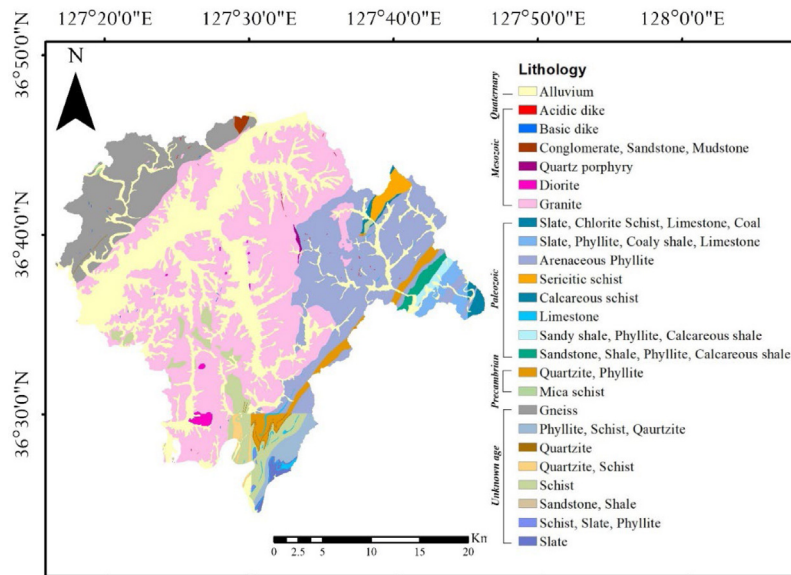 127°20'0"E 127°30'0"E 127°40'0"E 127°50'0"E 128°0'0"E
36°50'0"N
36°40'0"N
36°30'0"N
N
Lithology
Quaternary
Alluvium
Mesozoic
Acidic dike
Basic dike
Conglomerate, Sandstone, Mudstone
Quartz porphyry
Diorite
Granite
Paleozoic
Slate, Chlorite Schist, Limestone, Coal
Slate, Phyllite, Coaly shale, Limestone
Arenaceous Phyllite
Sericitic schist
Calcareous schist
Limestone
Sandy shale, Phyllite, Calcareous shale
Sandstone, Shale, Phyllite, Calcareous shale
Precambrian
Quartzite, Phyllite
Mica schist
Unknown age
Gneiss
Phyllite, Schist, Qaurtzite
Quartzite
Quartzite, Schist
Schist
Sandstone, Shale
Schist, Slate, Phyllite
Slate
Km
0 2.5 5 10 15 20